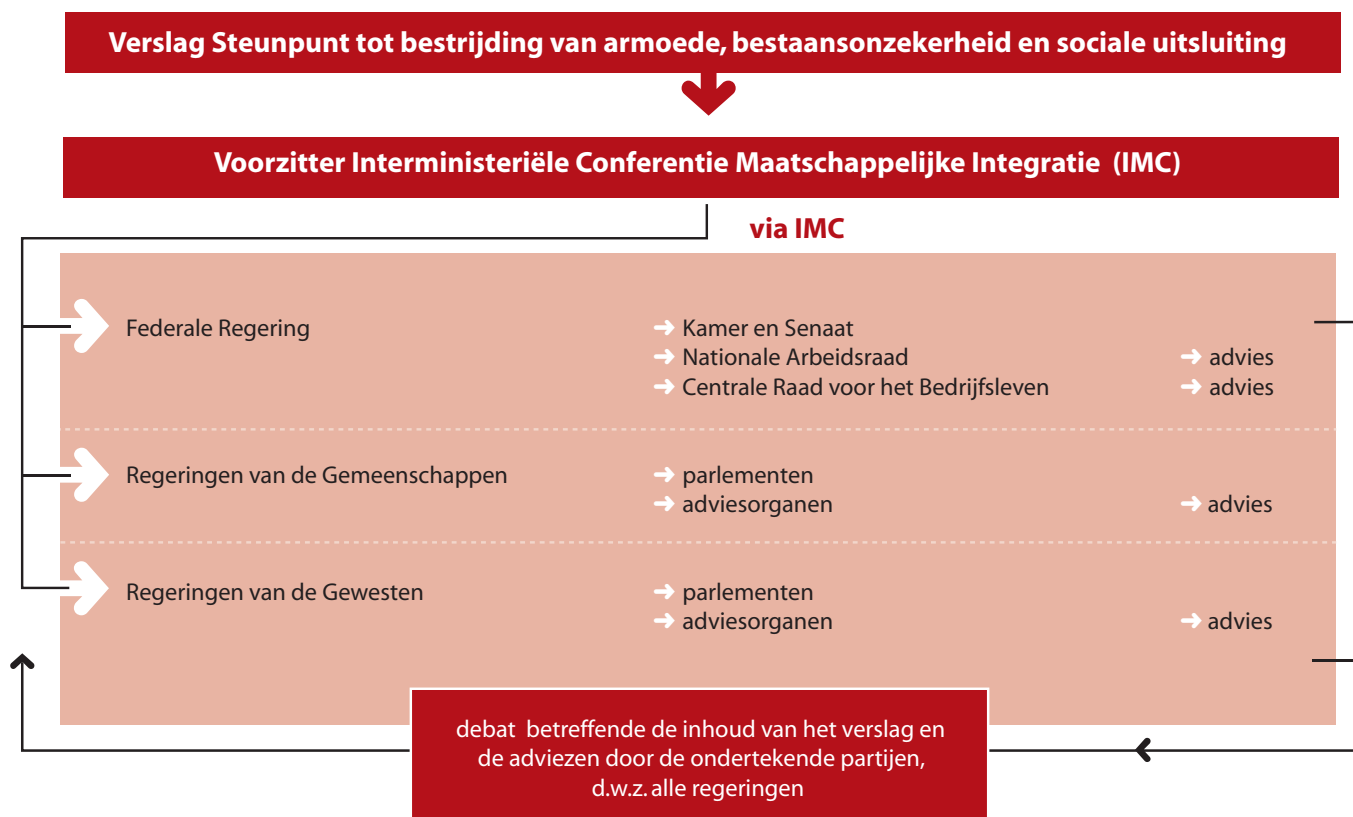 Verslag Steunpunt tot bestrijding van armoede, bestaansonzekerheid en sociale uitsluiting
Voorzitter Interministeriële Conferentie Maatschappelijke Integratie (IMC)
via IMC
Federale Regering
Kamer en Senaat
Nationale Arbeidsraad
advies
Centrale Raad voor het Bedrijfsleven
advies
Regeringen van de Gemeenschappen
parlementen
adviesorganen
advies
Regeringen van de Gewesten
parlementen
adviesorganen
advies
debat betreffende de inhoud van het verslag en
de adviezen door de ondertekende partijen,
d.w.z. alle regeringen